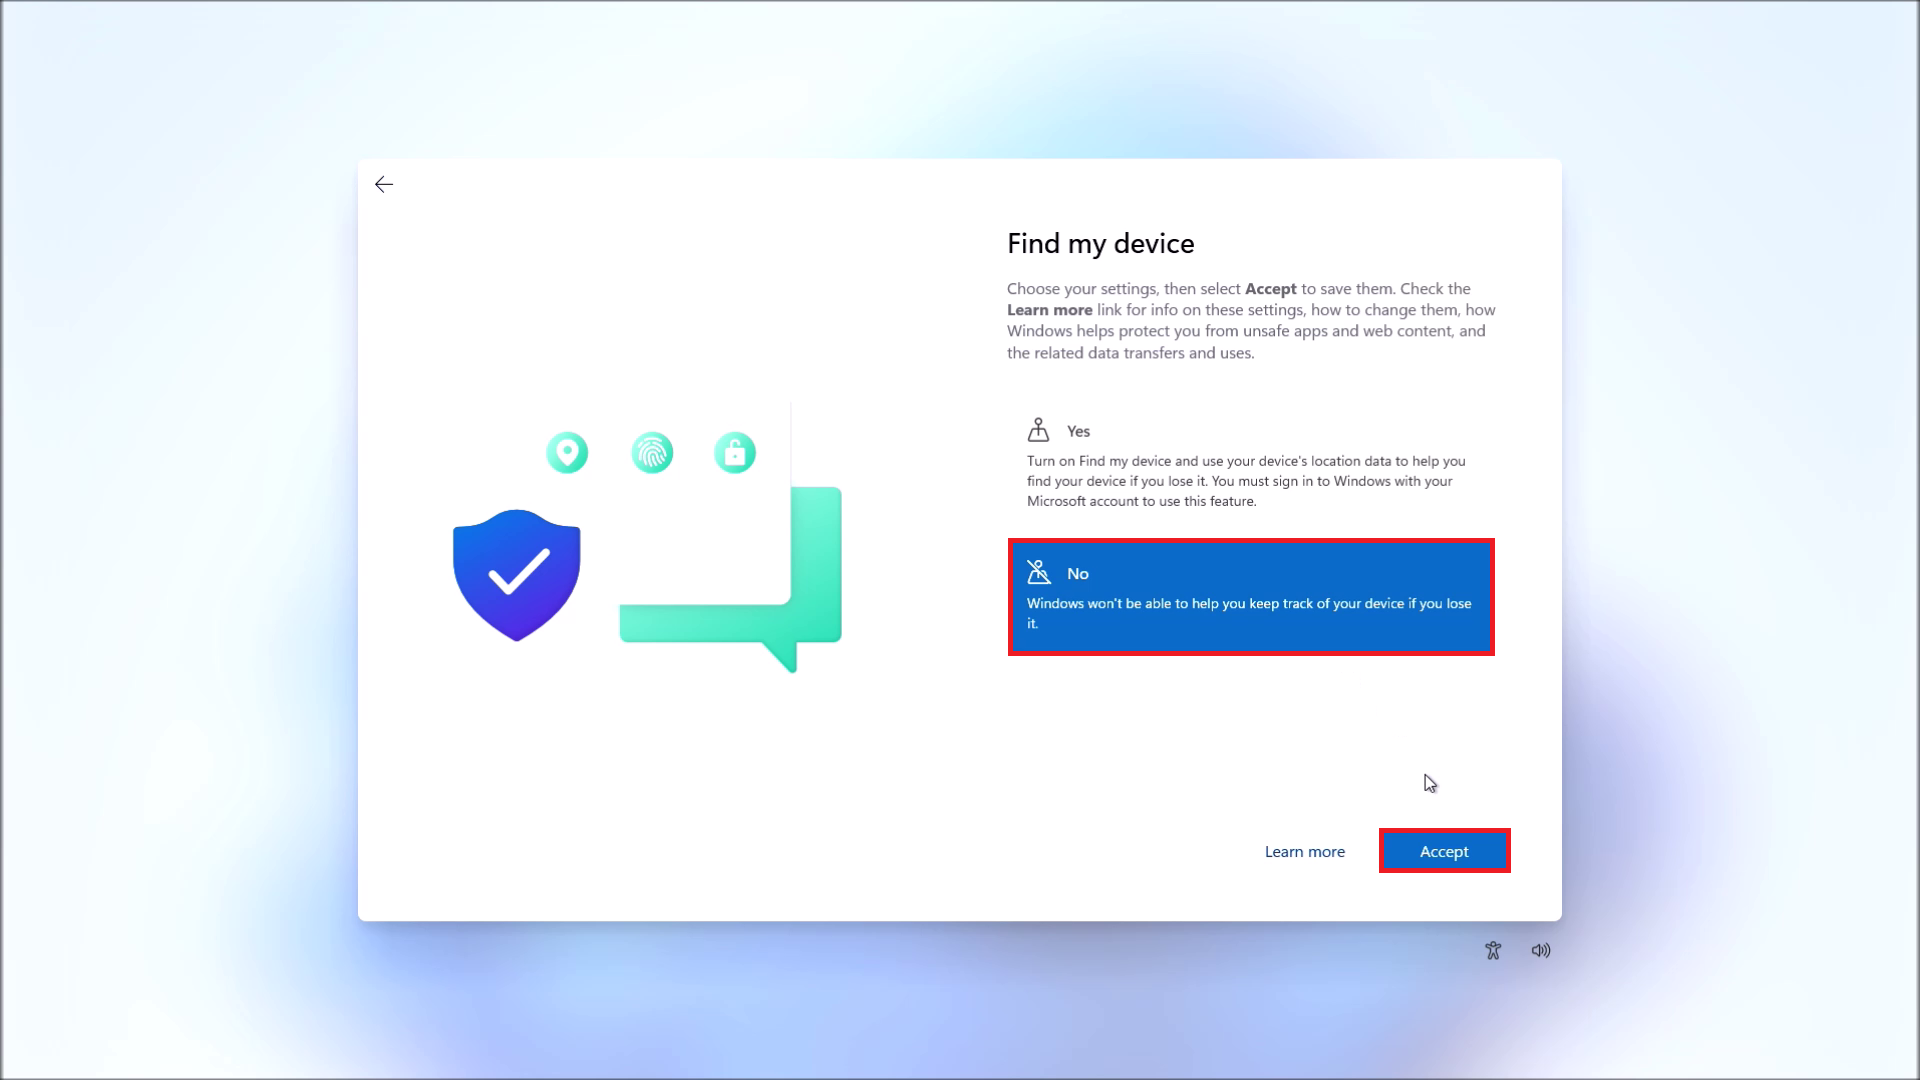 Find my device
Choose your settings, then select Accept to save them. Check the
Learn more link for info on these settings, how to change them, how
Windows helps protect you from unsafe apps and web content, and
the related data transfers and uses.
Yes
Turn on Find my device and use your device's location data to help you
find your device if you lose it. You must sign in to Windows with your
Microsoft account to use this feature.
No
Windows won't be able to help you keep track of your device if you lose
it.
Learn more
Accept